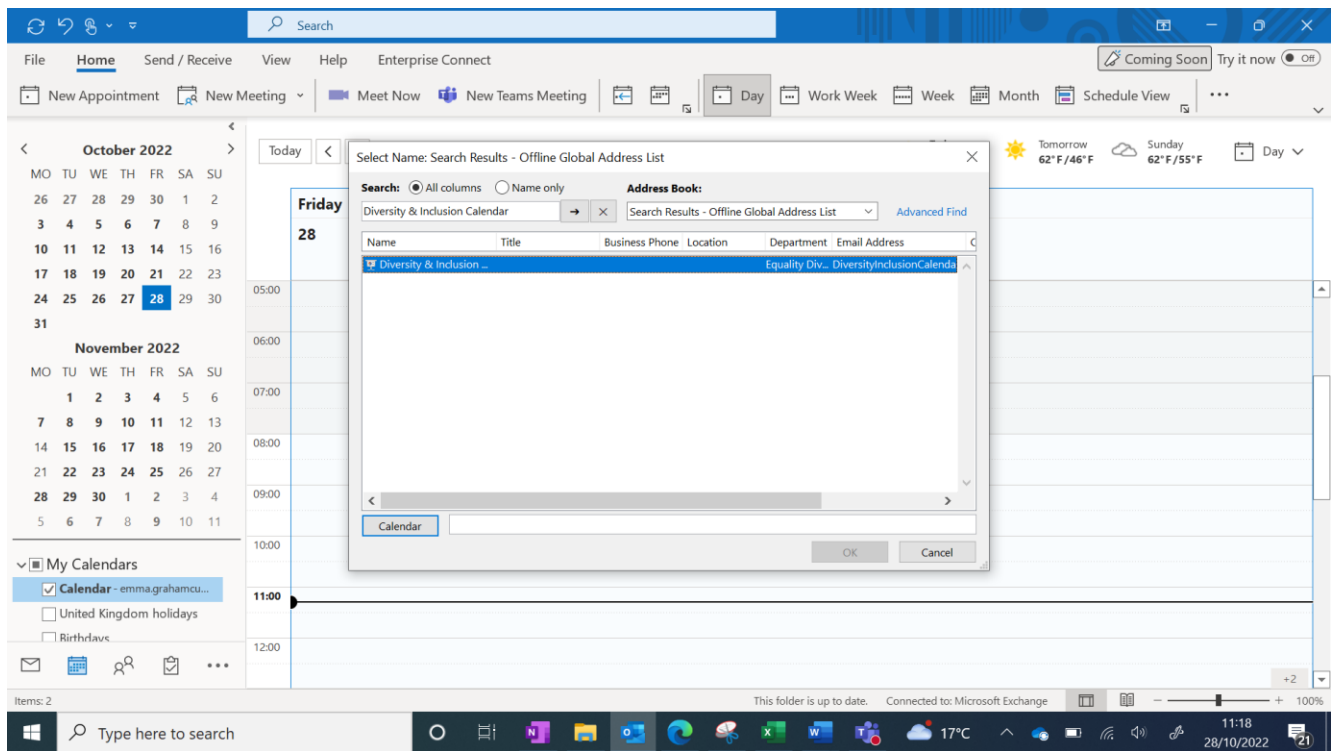 Search
File Home Send / Receive View Help Enterprise Connect Coming Soon Try it now Off
New Appointment New Meeting Meet Now New Teams Meeting Day Work Week Week Month Schedule View ...
October 2022
MO TU WE TH FR SA SU
26 27 28 29 30 1 2
3 4 5 6 7 8 9
10 11 12 13 14 15 16
17 18 19 20 21 22 23
24 25 26 27 28 29 30
31
November 2022
MO TU WE TH FR SA SU
1 2 3 4 5 6
7 8 9 10 11 12 13
14 15 16 17 18 19 20
21 22 23 24 25 26 27
28 29 30 1 2 3 4
5 6 7 8 9 10 11
My Calendars
Calendar - emma.grahamcu...
United Kingdom holidays
Birthdays
Today
Tomorrow
62°F/46°F
Sunday
62°F/55°F
Day
Friday
28
05:00
06:00
07:00
08:00
09:00
10:00
11:00
12:00
+2
Select Name: Search Results - Offline Global Address List
Search: All columns Name only Address Book:
Diversity & Inclusion Calendar Search Results - Offline Global Address List Advanced Find
Name Title Business Phone Location Department Email Address
Diversity & Inclusion ... Equality Div... DiversityInclusionCalenda
Calendar
OK Cancel
Items: 2 This folder is up to date. Connected to: Microsoft Exchange 100%
Type here to search 17°C 11:18
28/10/2022 21